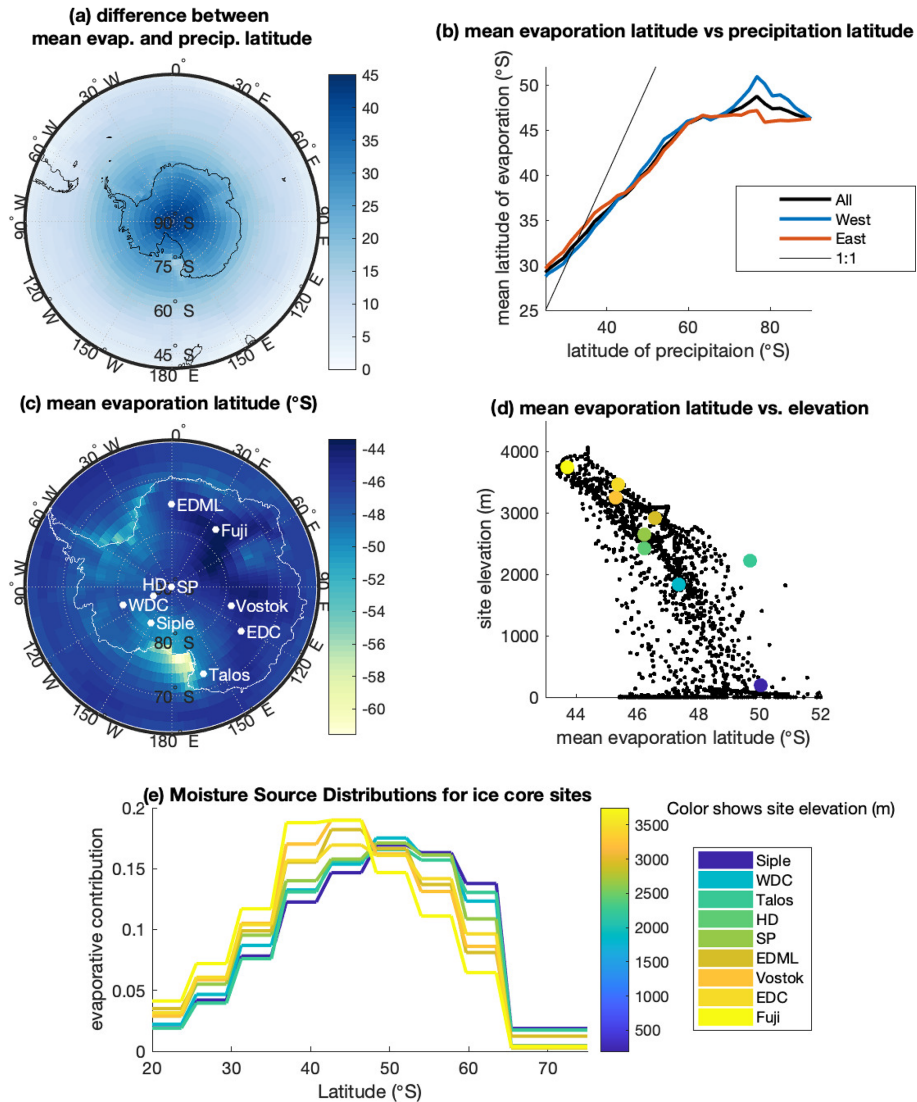 (a) difference between
mean evap. and precip. latitude
0°
30° W
30° E
60° W
60° E
90° W
90° E
120° W
120° E
150° W
150° E
180° E
90° S
75° S
60° S
45° S
45
40
35
30
25
20
15
10
5
0
(b) mean evaporation latitude vs precipitation latitude
mean latitude of evaporation (°S)
50
45
40
35
30
25
40
60
80
latitude of precipitaion (°S)
All
West
East
1:1
(c) mean evaporation latitude (°S)
0°
30° W
30° E
60° W
60° E
90° W
90° E
120° W
120° E
150° W
150° E
180° E
80° S
70° S
EDML
Fuji
HD
SP
WDC
Vostok
Siple
EDC
Talos
-44
-46
-48
-50
-52
-54
-56
-58
-60
(d) mean evaporation latitude vs. elevation
site elevation (m)
4000
3000
2000
1000
0
44
46
48
50
52
mean evaporation latitude (°S)
(e) Moisture Source Distributions for ice core sites
evaporative contribution
0.2
0.15
0.1
0.05
0
20
30
40
50
60
70
Latitude (°S)
3500
3000
2500
2000
1500
1000
500
Color shows site elevation (m)
Siple
WDC
Talos
HD
SP
EDML
Vostok
EDC
Fuji